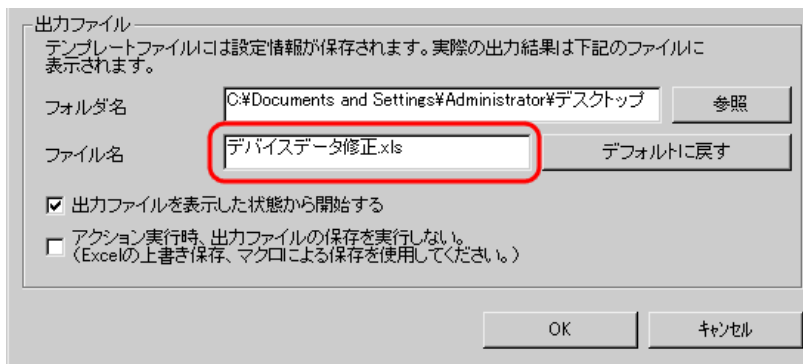 出力ファイル
テンプレートファイルには設定情報が保存されます。実際の出力結果は下記のファイルに
表示されます。
フォルダ名
C:¥Documents and Settings¥Administrator¥デスクトップ
参照
ファイル名
デバイスデータ修正.xls
デフォルトに戻す
出力ファイルを表示した状態から開始する
アクション実行時、出力ファイルの保存を実行しない。
(Excelの上書き保存、マクロによる保存を使用してください。)
OK
キャンセル